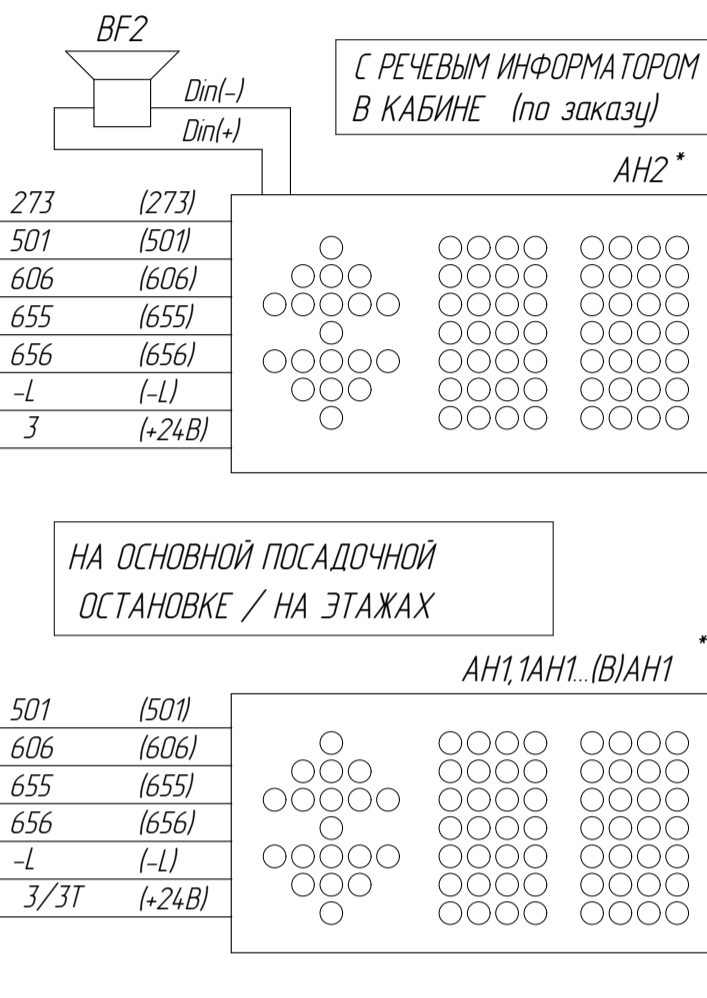 BF2
С РЕЧЕВЫМ ИНФОРМАТОРОМ
В КАБИНЕ (по заказу)
Din(-)
Din(+)
АН2*
273 (273)
501 (501)
606 (606)
655 (655)
656 (656)
-L (-L)
3 (+24В)
НА ОСНОВНОЙ ПОСАДОЧНОЙ
ОСТАНОВКЕ / НА ЭТАЖАХ
АН1,1АН1...(В)АН1 *
501 (501)
606 (606)
655 (655)
656 (656)
-L (-L)
3/3Т (+24В)